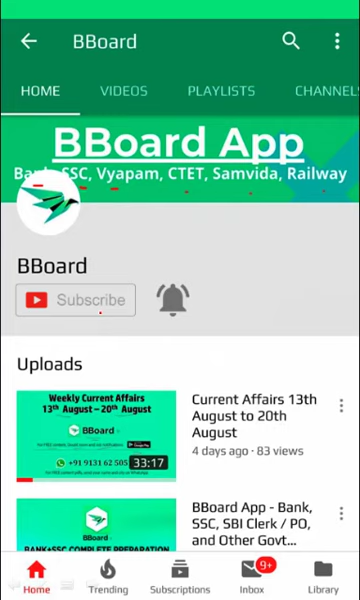 BBoard
HOME VIDEOS PLAYLISTS CHANNELS
BBoard App
Bank, SSC, Vyapam, CTET, Samvida, Railway
BBoard
Subscribe
Uploads
Weekly Current Affairs
13th August - 20th August
BBoard
+91 9131 62 505
33:17
Current Affairs 13th
August to 20th
August
4 days ago · 83 views
BBoard
BANK+SSC COMPLETE PREPARATION
BBoard App - Bank,
SSC, SBI Clerk / PO,
and Other Govt...
9+
Home Trending Subscriptions Inbox Library